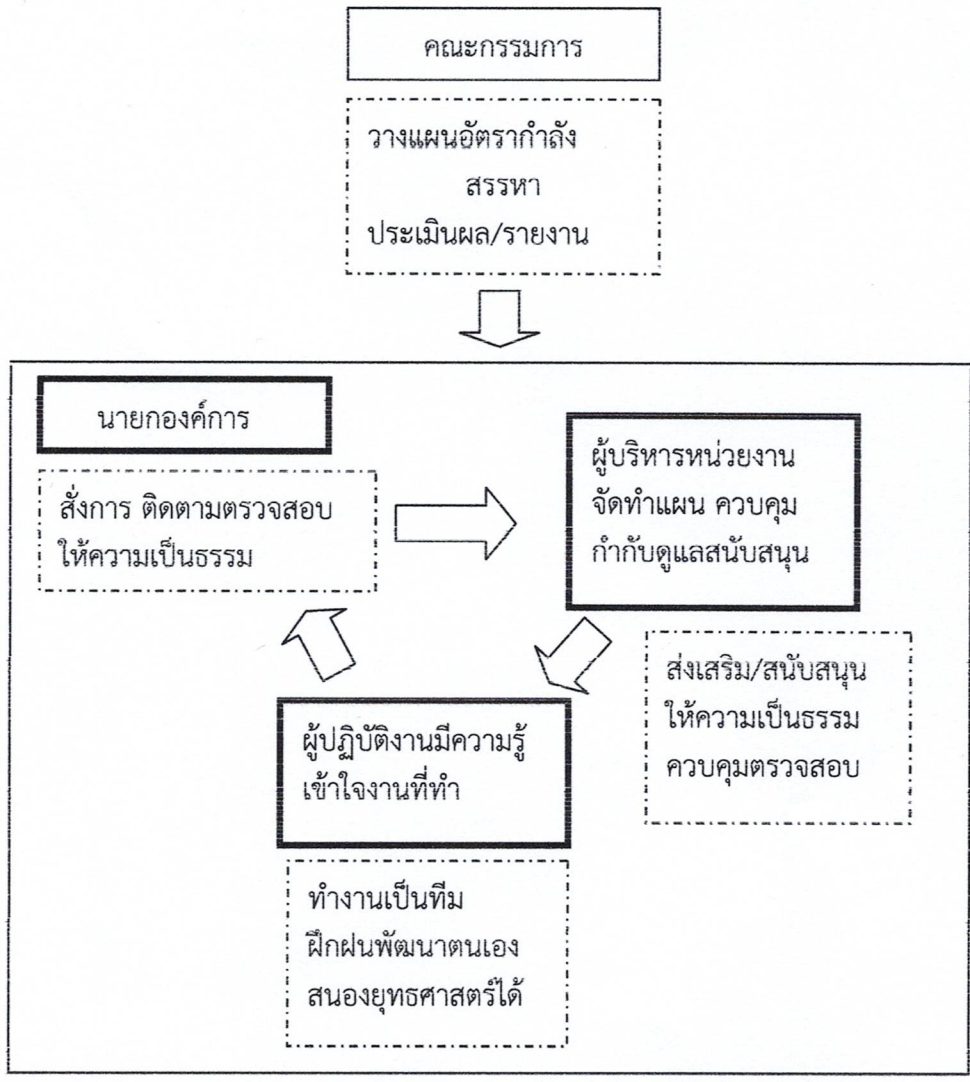 คณะกรรมการ
วางแผนอัตรากำลัง
สรรหา
ประเมินผล/รายงาน
นายกองค์การ
สั่งการ ติดตามตรวจสอบ
ให้ความเป็นธรรม
ผู้บริหารหน่วยงาน
จัดทำแผน ควบคุม
กำกับดูแลสนับสนุน
ส่งเสริม/สนับสนุน
ให้ความเป็นธรรม
ควบคุมตรวจสอบ
ผู้ปฏิบัติงานมีความรู้
เข้าใจงานที่ทำ
ทำงานเป็นทีม
ฝึกฝนพัฒนาตนเอง
สนองยุทธศาสตร์ได้